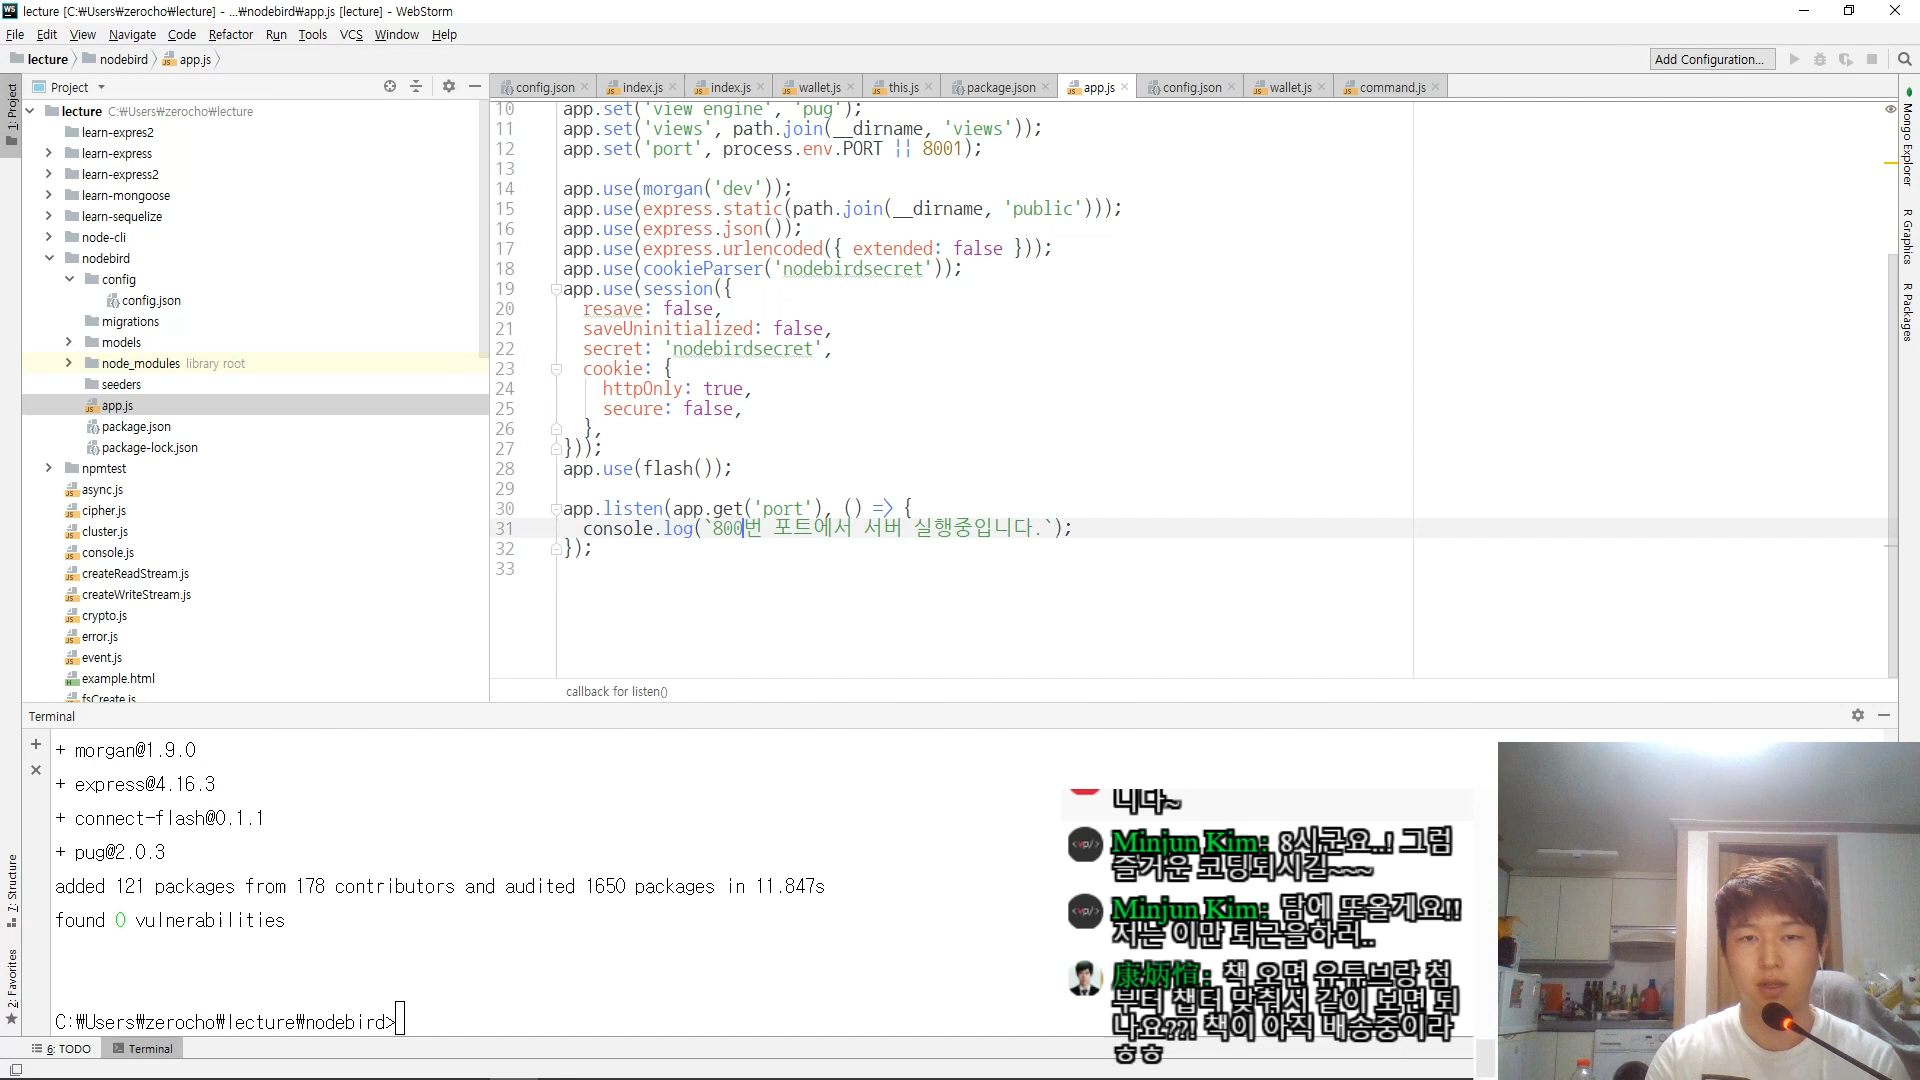 lecture [C:₩Users₩zerocho₩lecture] - ...₩nodebird₩app.js [lecture] - WebStorm
File Edit View Navigate Code Refactor Run Tools VCS Window Help
lecture nodebird app.js
Add Configuration...
Project
config.json index.js index.js wallet.js this.js package.json app.js config.json wallet.js command.js
lecture C:₩Users₩zerocho₩lecture
learn-expres2
learn-express
learn-express2
learn-mongoose
learn-sequelize
node-cli
nodebird
config
config.json
migrations
models
node_modules library root
seeders
app.js
package.json
package-lock.json
npmtest
async.js
cipher.js
cluster.js
console.js
createReadStream.js
createWriteStream.js
crypto.js
error.js
event.js
example.html
fsCreate.js
1: Project
7: Structure
2: Favorites
10 app.set('view engine', 'pug');
11 app.set('views', path.join(__dirname, 'views'));
12 app.set('port', process.env.PORT || 8001);
13
14 app.use(morgan('dev'));
15 app.use(express.static(path.join(__dirname, 'public')));
16 app.use(express.json());
17 app.use(express.urlencoded({ extended: false }));
18 app.use(cookieParser('nodebirdsecret'));
19 app.use(session({
20 resave: false,
21 saveUninitialized: false,
22 secret: 'nodebirdsecret',
23 cookie: {
24 httpOnly: true,
25 secure: false,
26 },
27 }));
28 app.use(flash());
29
30 app.listen(app.get('port'), () => {
31 console.log(`800번 포트에서 서버 실행중입니다.`);
32 });
33
callback for listen()
Mongo Explorer
R Graphics
R Packages
Terminal
+ morgan@1.9.0
+ express@4.16.3
+ connect-flash@0.1.1
+ pug@2.0.3
added 121 packages from 178 contributors and audited 1650 packages in 11.847s
found 0 vulnerabilities
C:₩Users₩zerocho₩lecture₩nodebird>
니다~
Minjun Kim: 8시군요..! 그럼
즐거운 코딩되시길~~~
Minjun Kim: 담에 또올게요!!
저는 이만 퇴근을하러..
康炳愃: 책 오면 유튜브랑 첨
부터 챕터 맞춰서 같이 보면 되
나요??! 책이 아직 배송중이라
ㅎㅎ
6: TODO Terminal